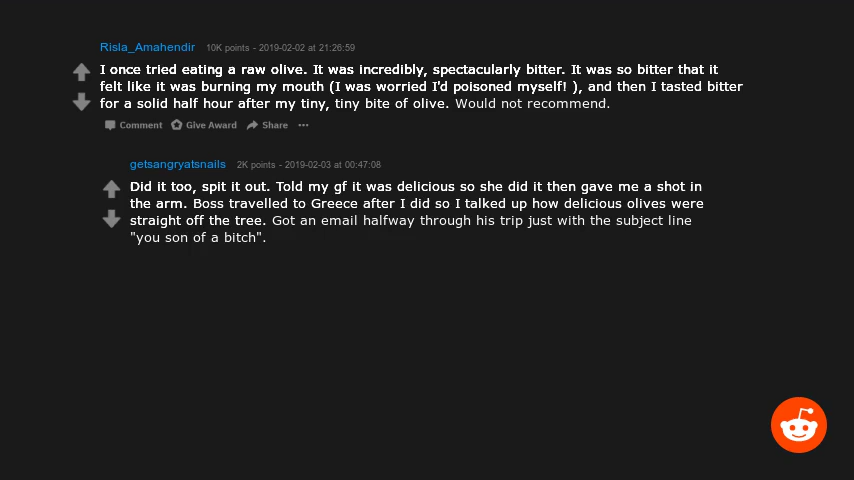 Risla_Amahendir 10K points - 2019-02-02 at 21:26:59
I once tried eating a raw olive. It was incredibly, spectacularly bitter. It was so bitter that it
felt like it was burning my mouth (I was worried I'd poisoned myself! ), and then I tasted bitter
for a solid half hour after my tiny, tiny bite of olive. Would not recommend.
Comment Give Award Share ···
getsangryatsnails 2K points - 2019-02-03 at 00:47:08
Did it too, spit it out. Told my gf it was delicious so she did it then gave me a shot in
the arm. Boss travelled to Greece after I did so I talked up how delicious olives were
straight off the tree. Got an email halfway through his trip just with the subject line
"you son of a bitch".